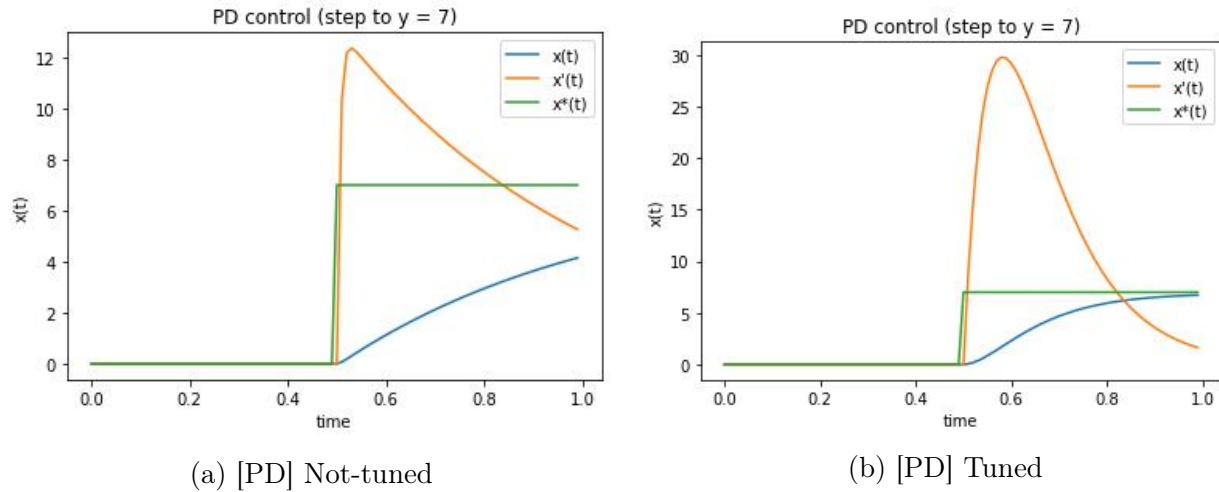 PD control (step to y = 7)
x(t)
x'(t)
x*(t)
12
10
8
6
4
2
0
x(t)
0.0 0.2 0.4 0.6 0.8 1.0
time
(a) [PD] Not-tuned
PD control (step to y = 7)
x(t)
x'(t)
x*(t)
30
25
20
15
10
5
0
x(t)
0.0 0.2 0.4 0.6 0.8 1.0
time
(b) [PD] Tuned